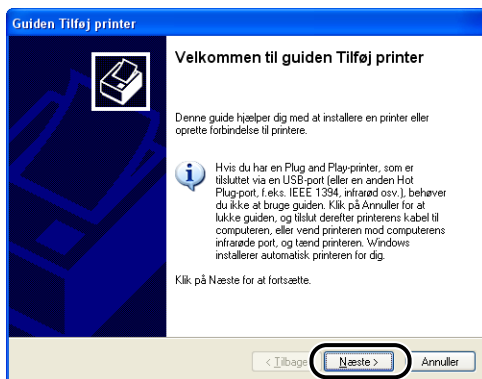 Guiden Tilføj printer
Velkommen til guiden Tilføj printer
Denne guide hjælper dig med at installere en printer eller
oprette forbindelse til printere.
Hvis du har en Plug and Play-printer, som er
tilsluttet via en USB-port (eller en anden Hot
Plug-port, f.eks. IEEE 1394, infrarød osv.), behøver
du ikke at bruge guiden. Klik på Annuller for at
lukke guiden, og tilslut derefter printerens kabel til
computeren, eller vend printeren mod computerens
infrarøde port, og tænd printeren. Windows
installerer automatisk printeren for dig.
Klik på Næste for at fortsætte.
< Tilbage Næste > Annuller